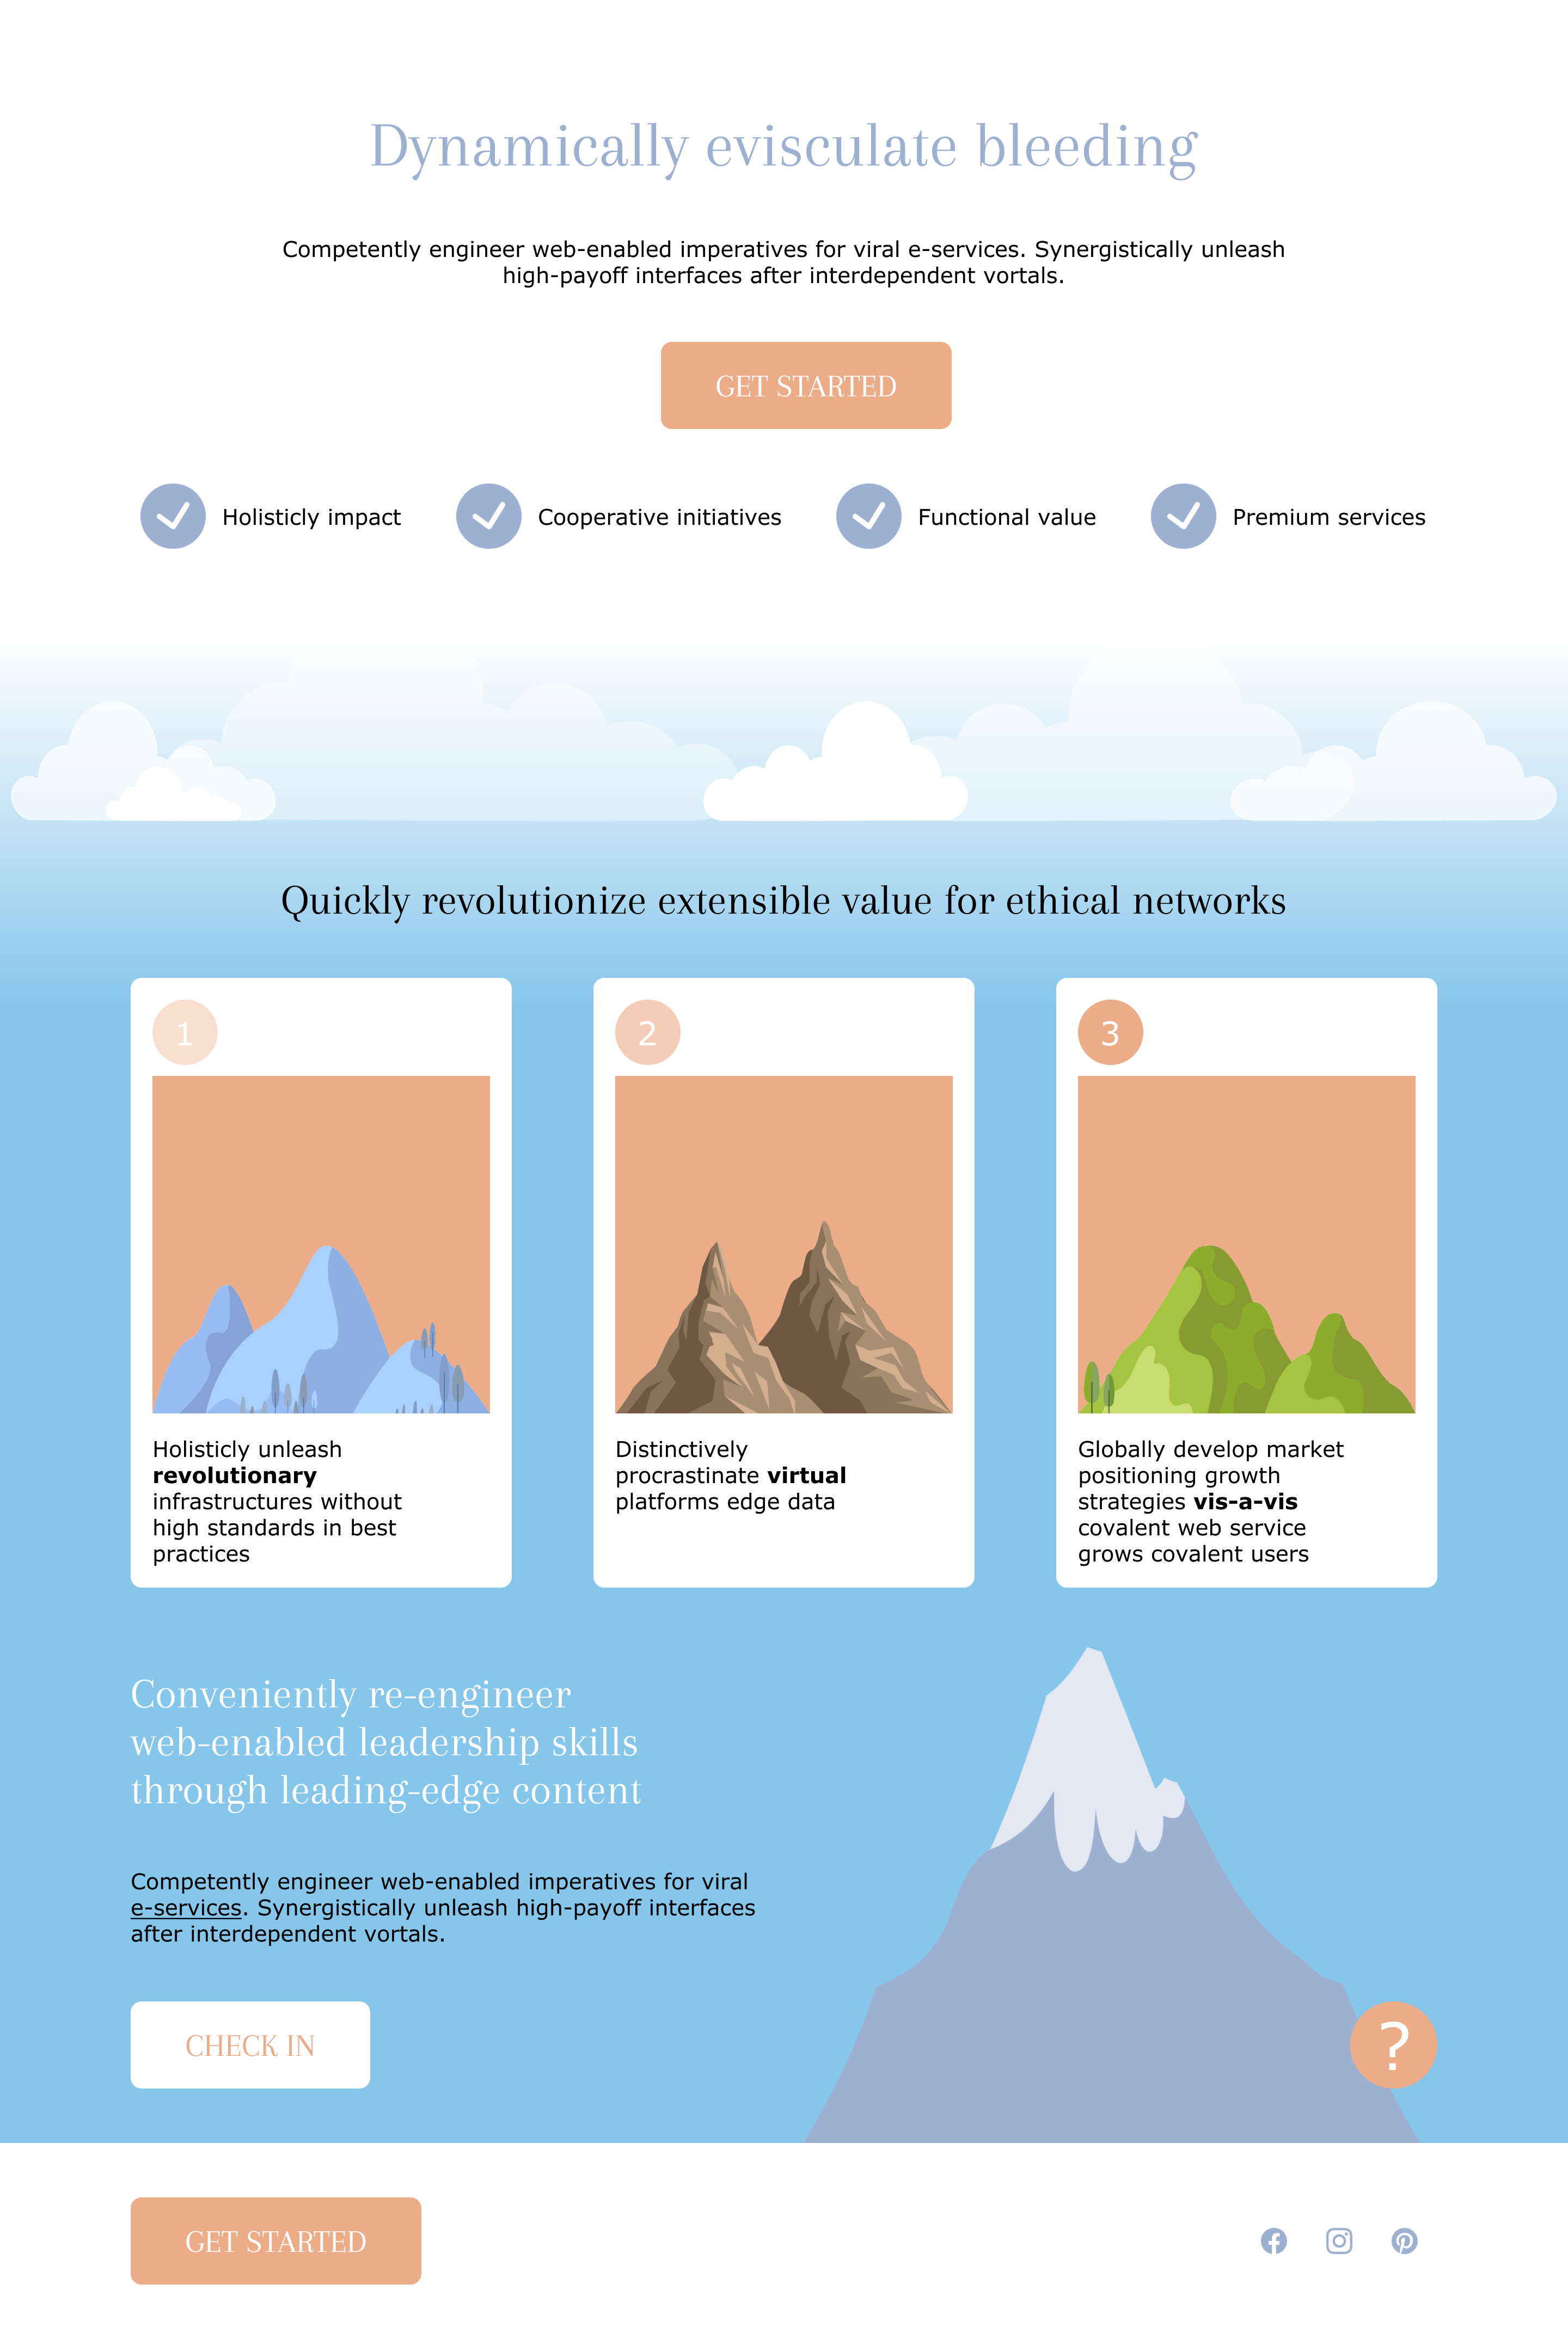 Dynamically evisculate bleeding
Competently engineer web-enabled imperatives for viral e-services. Synergistically unleash
high-payoff interfaces after interdependent vortals.
GET STARTED
Holisticly impact
Cooperative initiatives
Functional value
Premium services
Quickly revolutionize extensible value for ethical networks
1
Holisticly unleash
revolutionary
infrastructures without
high standards in best
practices
2
Distinctively
procrastinate virtual
platforms edge data
3
Globally develop market
positioning growth
strategies vis-a-vis
covalent web service
grows covalent users
Conveniently re-engineer
web-enabled leadership skills
through leading-edge content
Competently engineer web-enabled imperatives for viral
e-services. Synergistically unleash high-payoff interfaces
after interdependent vortals.
CHECK IN
?
GET STARTED